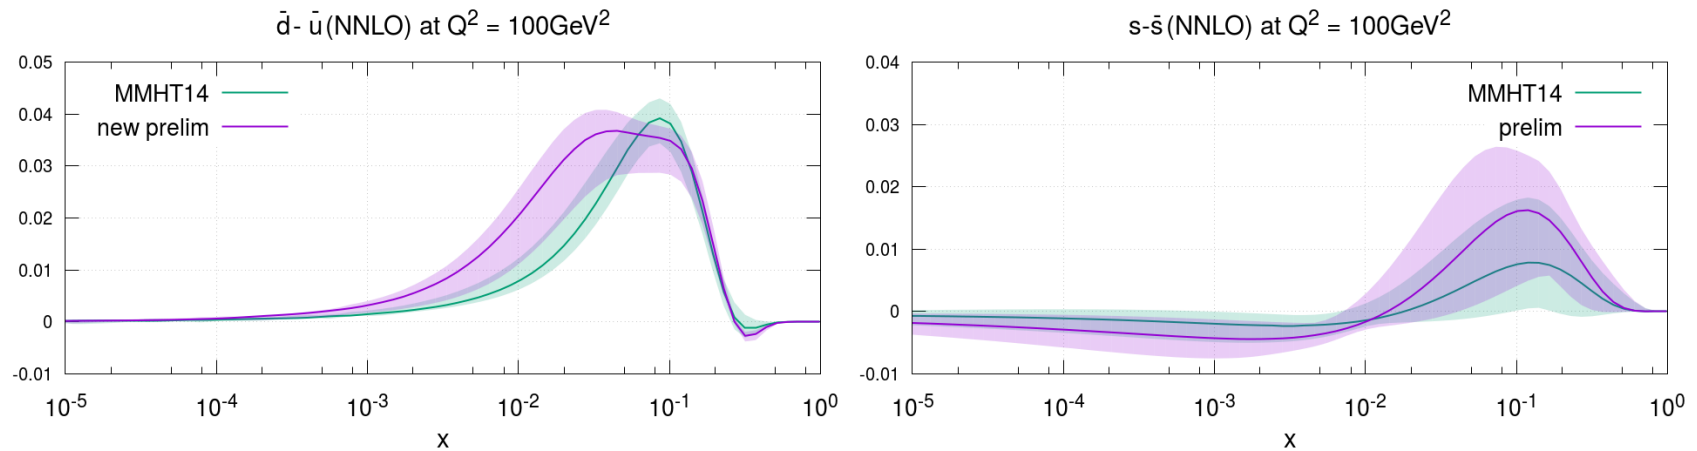 d̄ - ū (NNLO) at Q² = 100GeV²
0.05
0.04
0.03
0.02
0.01
0
-0.01
MMHT14
new prelim
10⁻⁵ 10⁻⁴ 10⁻³ 10⁻² 10⁻¹ 10⁰
x
s-s̄ (NNLO) at Q² = 100GeV²
0.04
0.03
0.02
0.01
0
-0.01
MMHT14
prelim
10⁻⁵ 10⁻⁴ 10⁻³ 10⁻² 10⁻¹ 10⁰
x